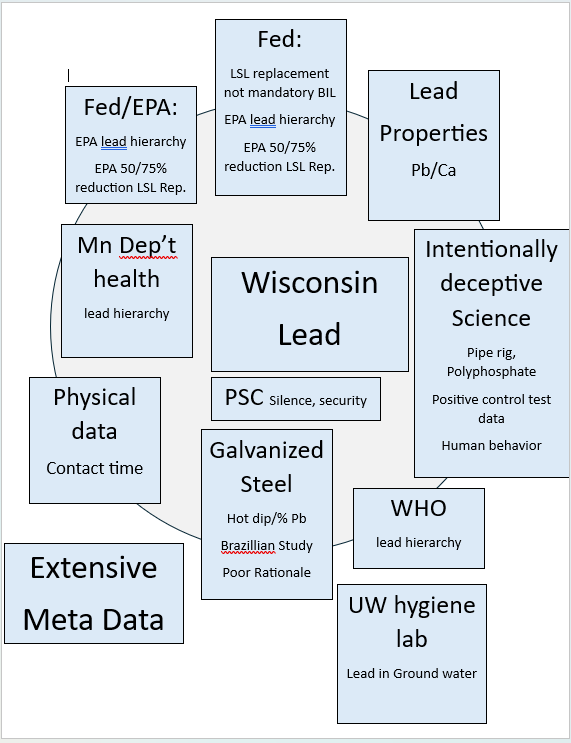 Fed:
LSL replacement
not mandatory BIL
EPA lead hierarchy
EPA 50/75%
reduction LSL Rep.
Fed/EPA:
EPA lead hierarchy
EPA 50/75%
reduction LSL Rep.
Lead
Properties
Pb/Ca
Mn Dep't
health
lead hierarchy
Wisconsin
Lead
Intentionally
deceptive
Science
Pipe rig,
Polyphosphate
Positive control test
data
Human behavior
PSC Silence, security
Physical
data
Contact time
Galvanized
Steel
Hot dip/% Pb
Brazillian Study
Poor Rationale
WHO
lead hierarchy
Extensive
Meta Data
UW hygiene
lab
Lead in Ground water